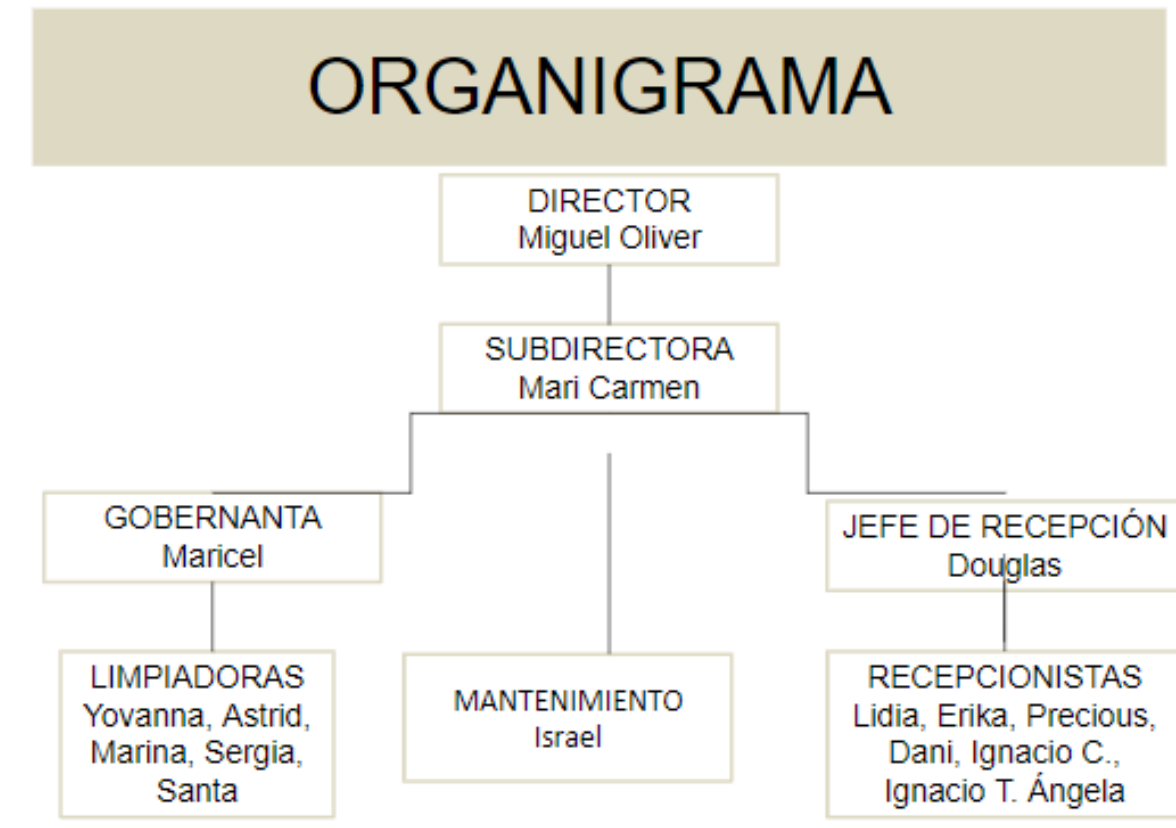 ORGANIGRAMA
DIRECTOR
Miguel Oliver
SUBDIRECTORA
Mari Carmen
GOBERNANTA
Maricel
JEFE DE RECEPCIÓN
Douglas
LIMPIADORAS
Yovanna, Astrid,
Marina, Sergia,
Santa
MANTENIMIENTO
Israel
RECEPCIONISTAS
Lidia, Erika, Precious,
Dani, Ignacio C.,
Ignacio T. Ángela